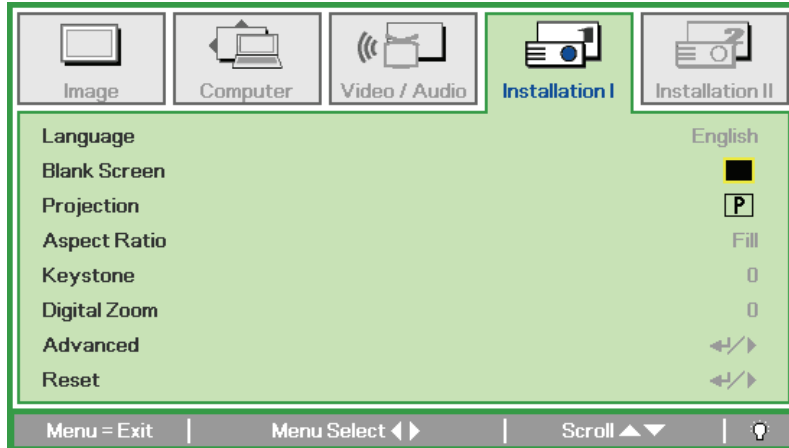 Image
Computer
Video / Audio
Installation I
Installation II
Language English
Blank Screen
Projection P
Aspect Ratio Fill
Keystone 0
Digital Zoom 0
Advanced
Reset
Menu = Exit Menu Select Scroll